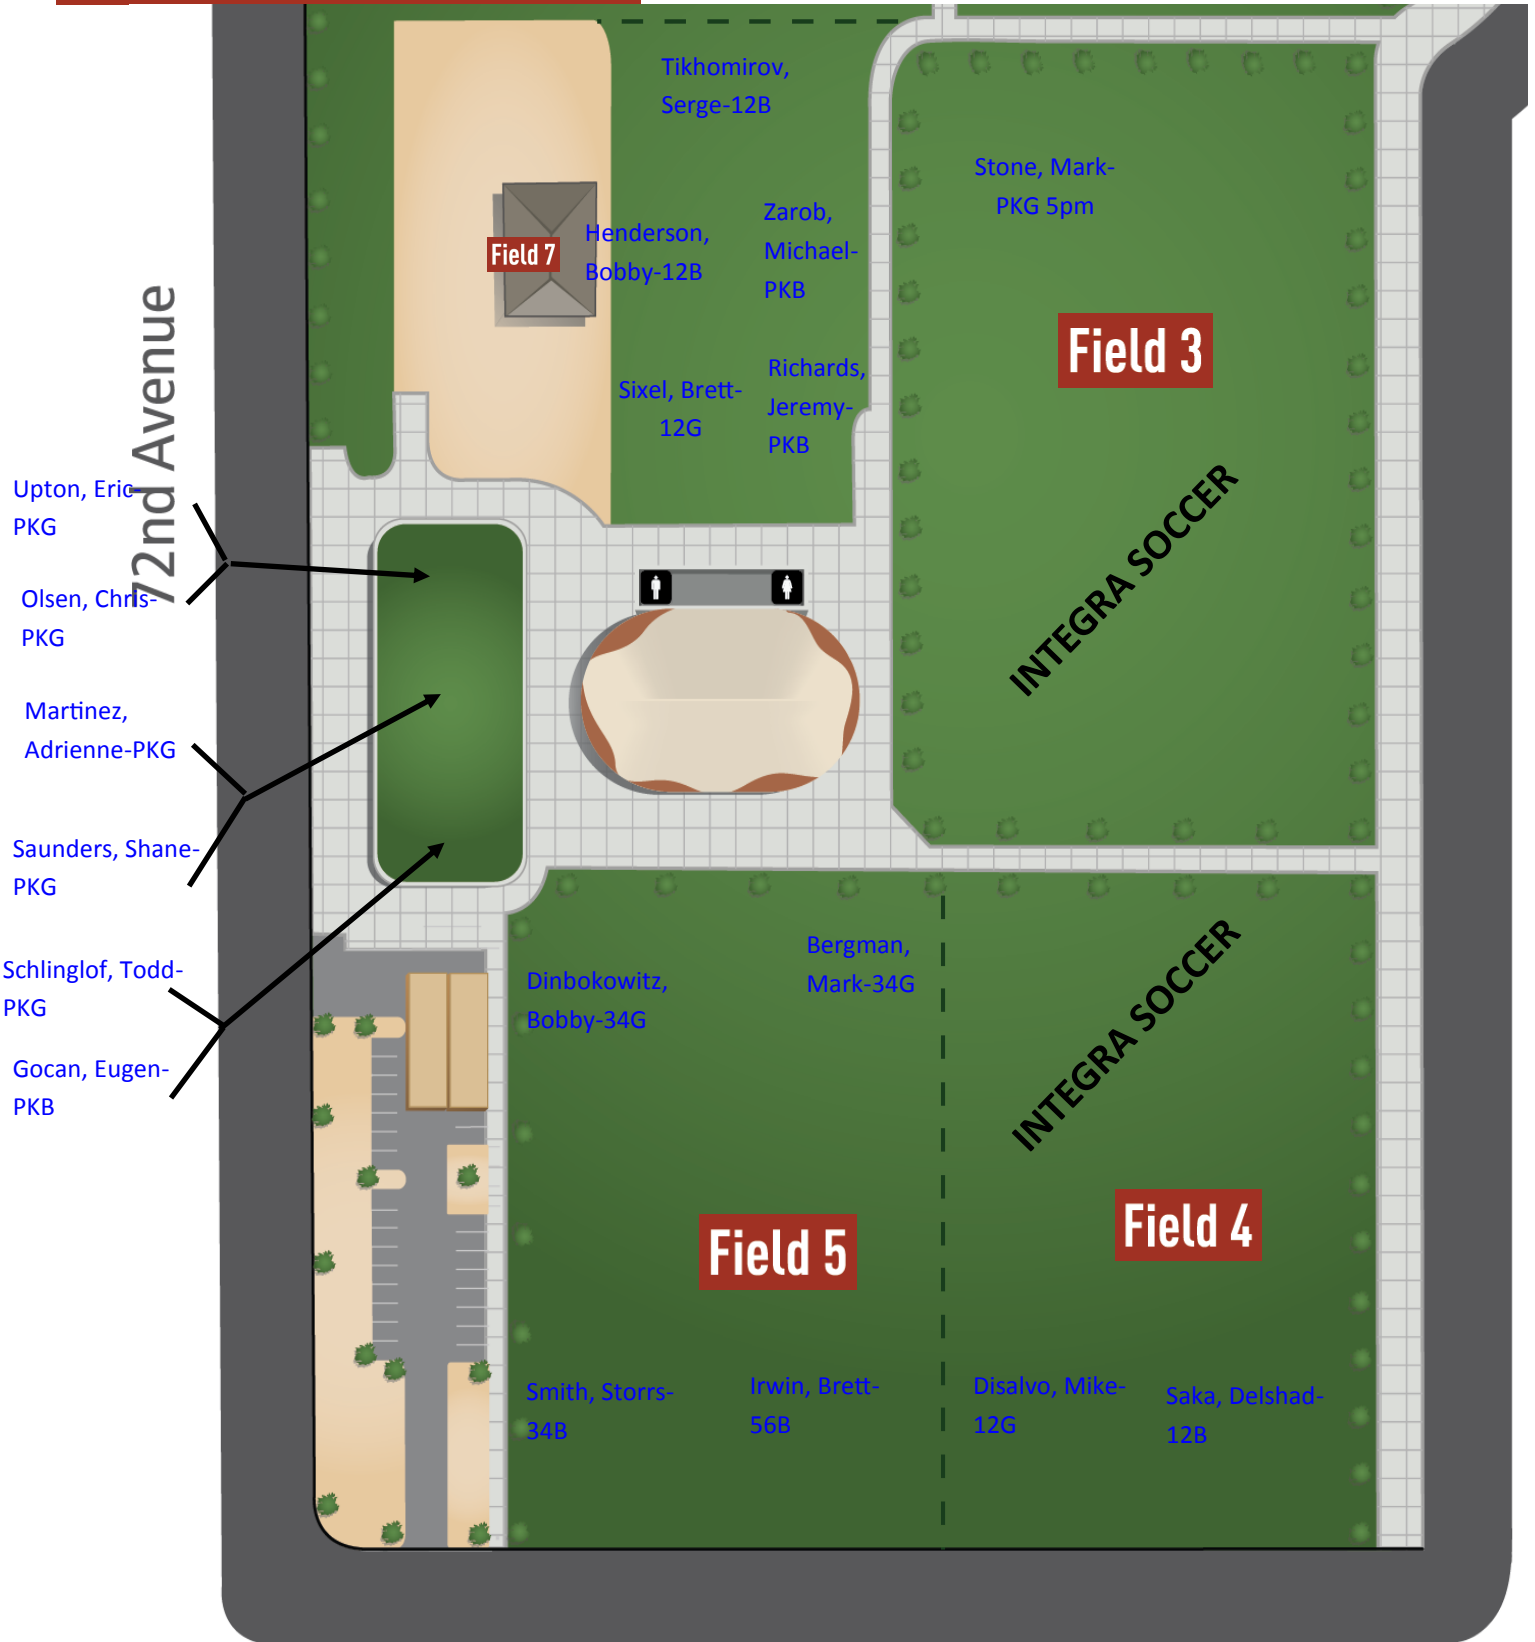 Tikhomirov,
Serge-12B
Stone, Mark-
PKG 5pm
Zarob,
Michael-
PKB
Henderson,
Bobby-12B
Field 7
Field 3
Richards,
Jeremy-
PKB
Sixel, Brett-
12G
72nd Avenue
Upton, Eric-
PKG
Olsen, Chris-
PKG
INTEGRA SOCCER
Martinez,
Adrienne-PKG
Saunders, Shane-
PKG
Schlinglof, Todd-
PKG
Gocan, Eugen-
PKB
Dinbokowitz,
Bobby-34G
Bergman,
Mark-34G
INTEGRA SOCCER
Field 5
Field 4
Smith, Storrs-
34B
Irwin, Brett-
56B
Disalvo, Mike-
12G
Saka, Delshad-
12B